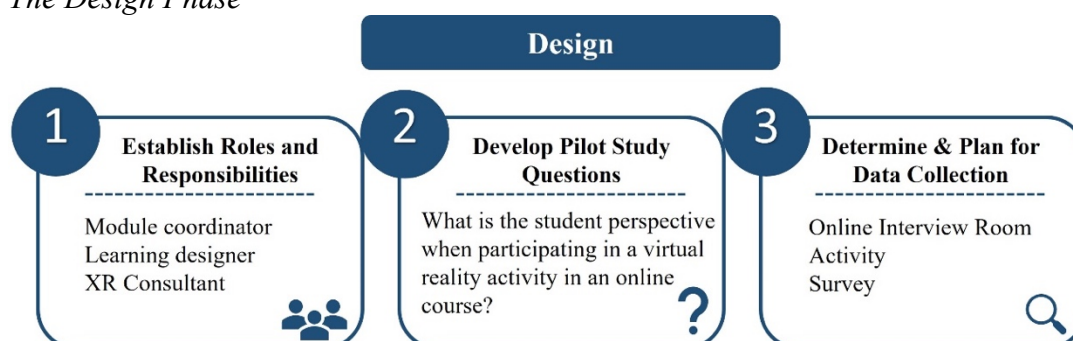 The Design Phase
Design
1
Establish Roles and
Responsibilities
Module coordinator
Learning designer
XR Consultant
2
Develop Pilot Study
Questions
What is the student perspective
when participating in a virtual
reality activity in an online
course?
?
3
Determine & Plan for
Data Collection
Online Interview Room
Activity
Survey